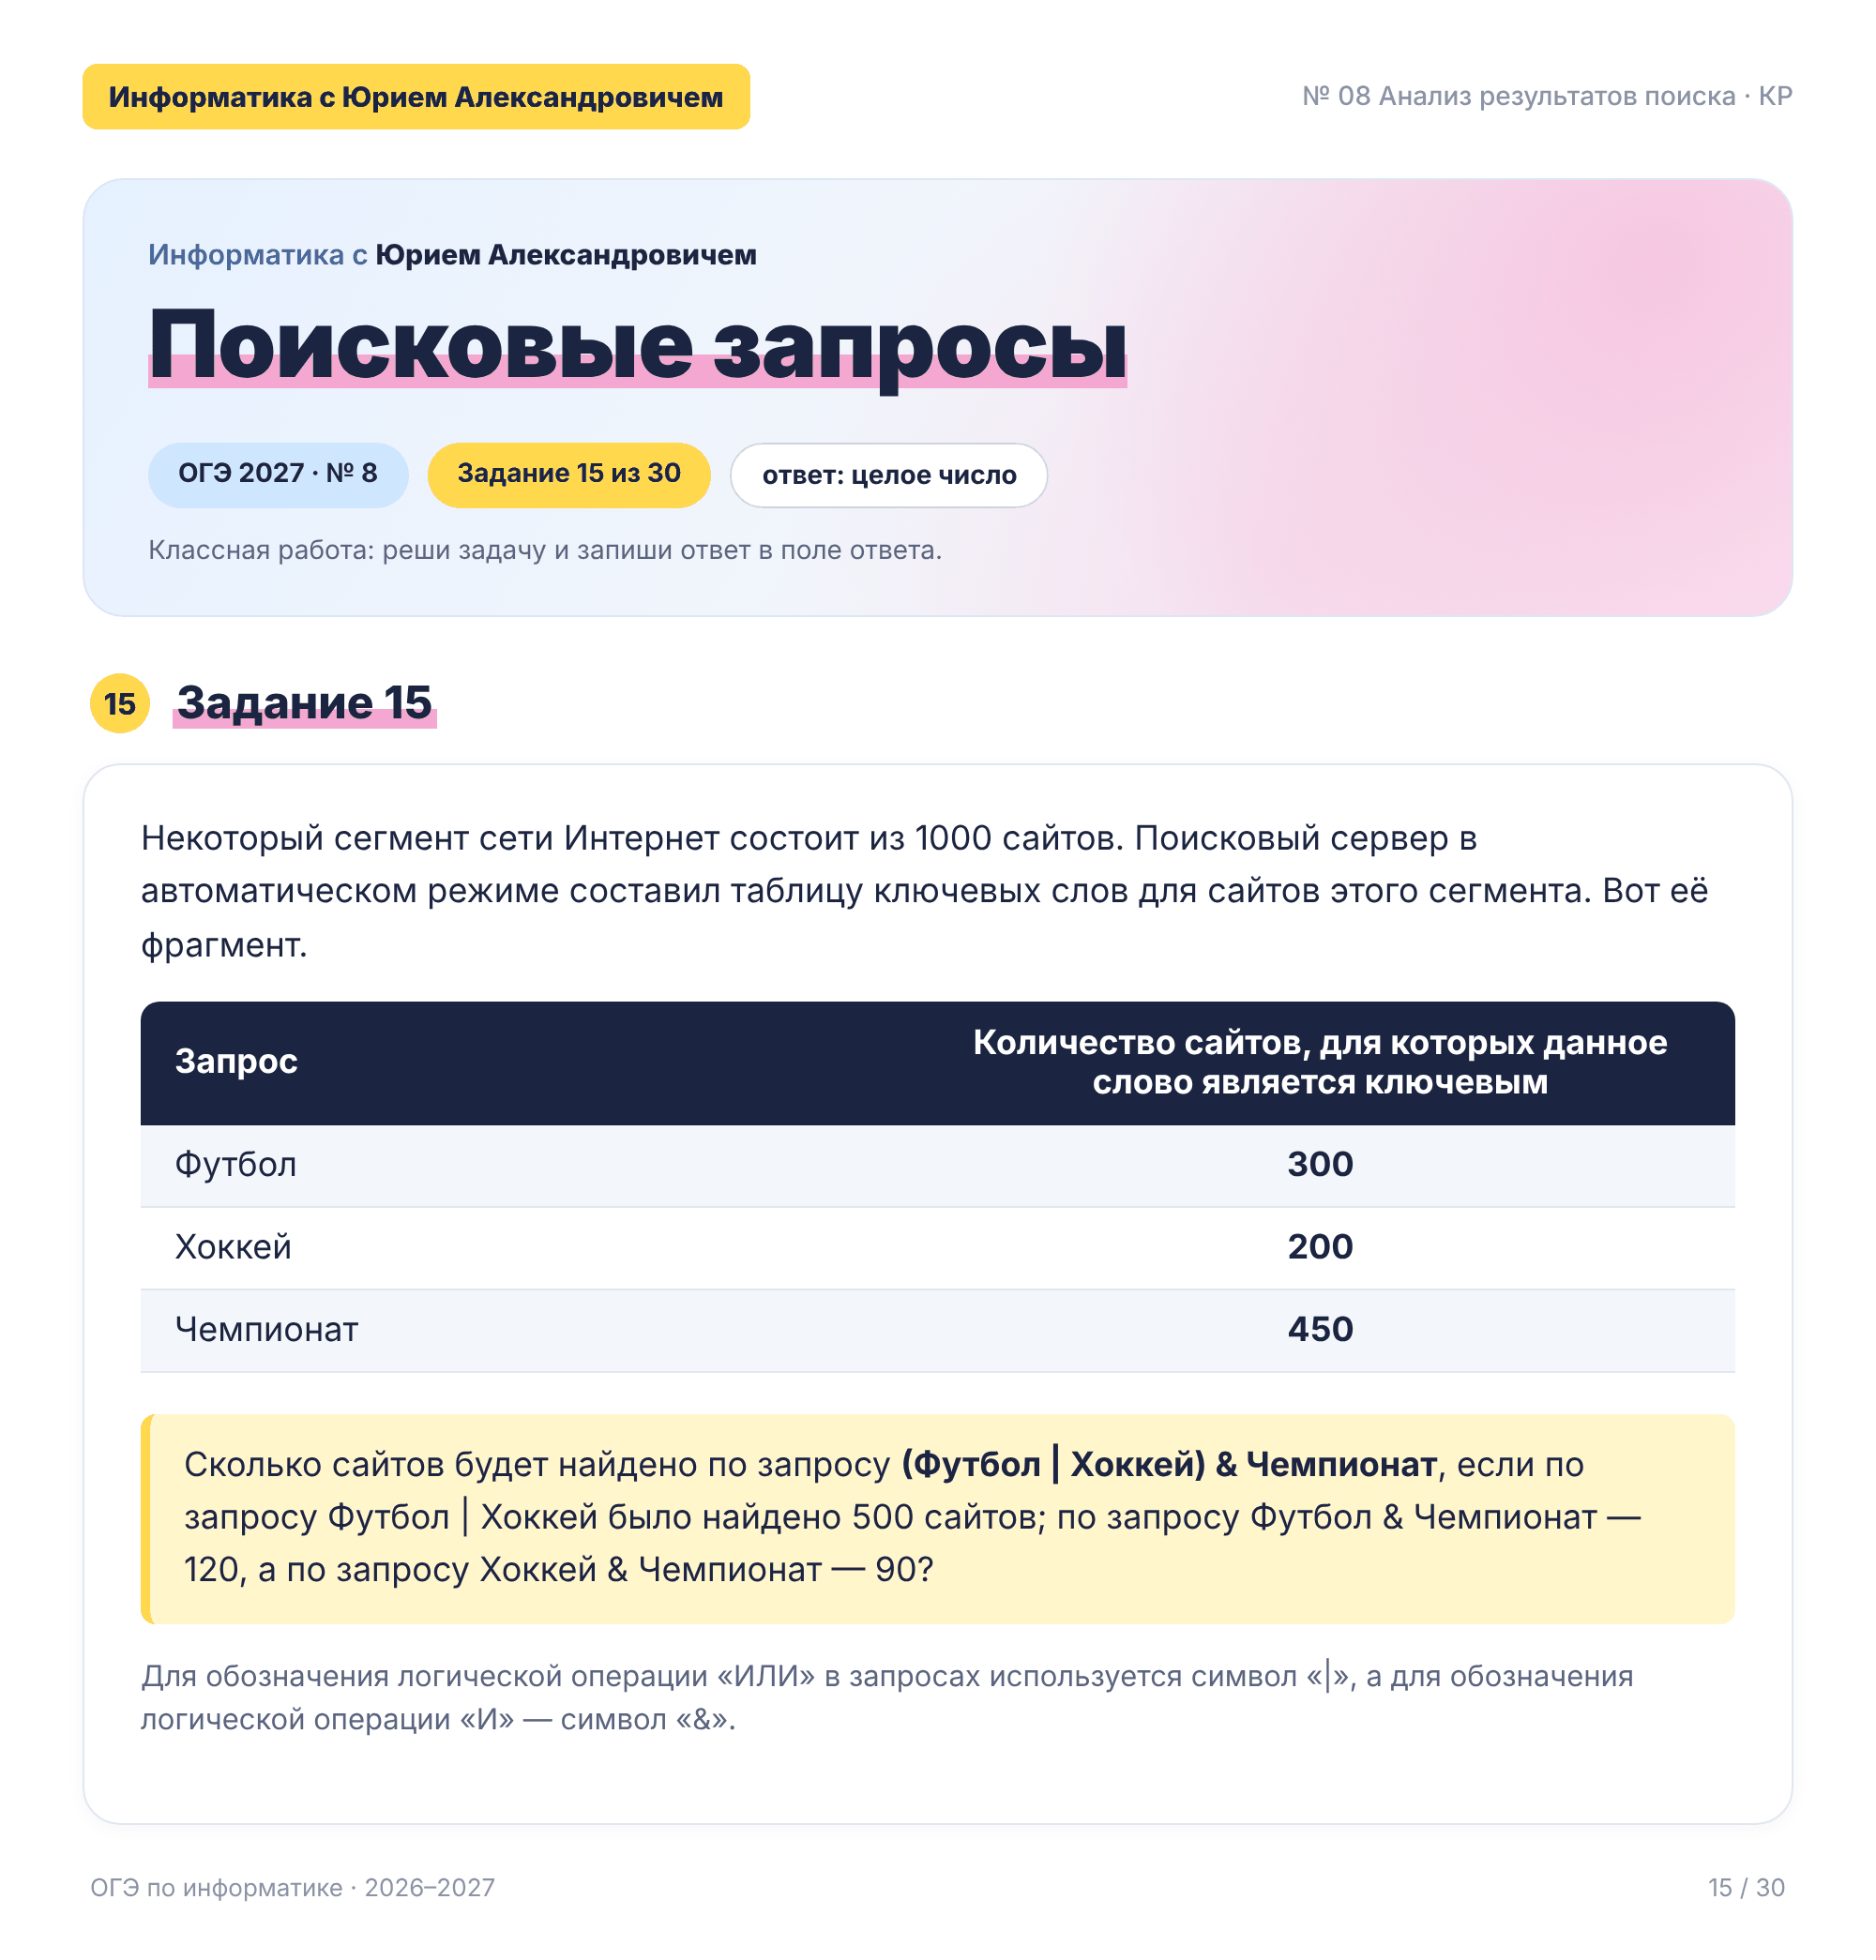 Информатика с Юрием Александровичем
№ 08 Анализ результатов поиска · КР
Информатика с Юрием Александровичем
Поисковые запросы
ОГЭ 2027 · № 8
Задание 15 из 30
ответ: целое число
Классная работа: реши задачу и запиши ответ в поле ответа.
15
Задание 15
Некоторый сегмент сети Интернет состоит из 1000 сайтов. Поисковый сервер в
автоматическом режиме составил таблицу ключевых слов для сайтов этого сегмента. Вот её
фрагмент.
Запрос
Количество сайтов, для которых данное
слово является ключевым
Футбол 300
Хоккей 200
Чемпионат 450
Сколько сайтов будет найдено по запросу (Футбол | Хоккей) & Чемпионат, если по
запросу Футбол | Хоккей было найдено 500 сайтов; по запросу Футбол & Чемпионат —
120, а по запросу Хоккей & Чемпионат — 90?
Для обозначения логической операции «ИЛИ» в запросах используется символ «|», а для обозначения
логической операции «И» — символ «&».
ОГЭ по информатике · 2026–2027
15 / 30